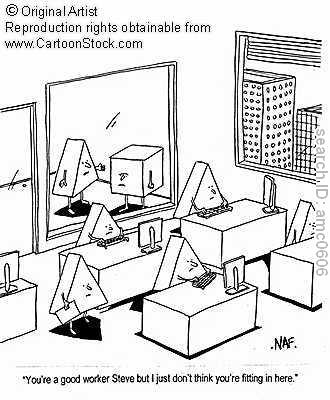 © Original Artist
Reproduction rights obtainable from
www.CartoonStock.com
search ID: amc0606
NAF.
"You're a good worker Steve but I just don't think you're fitting in here."